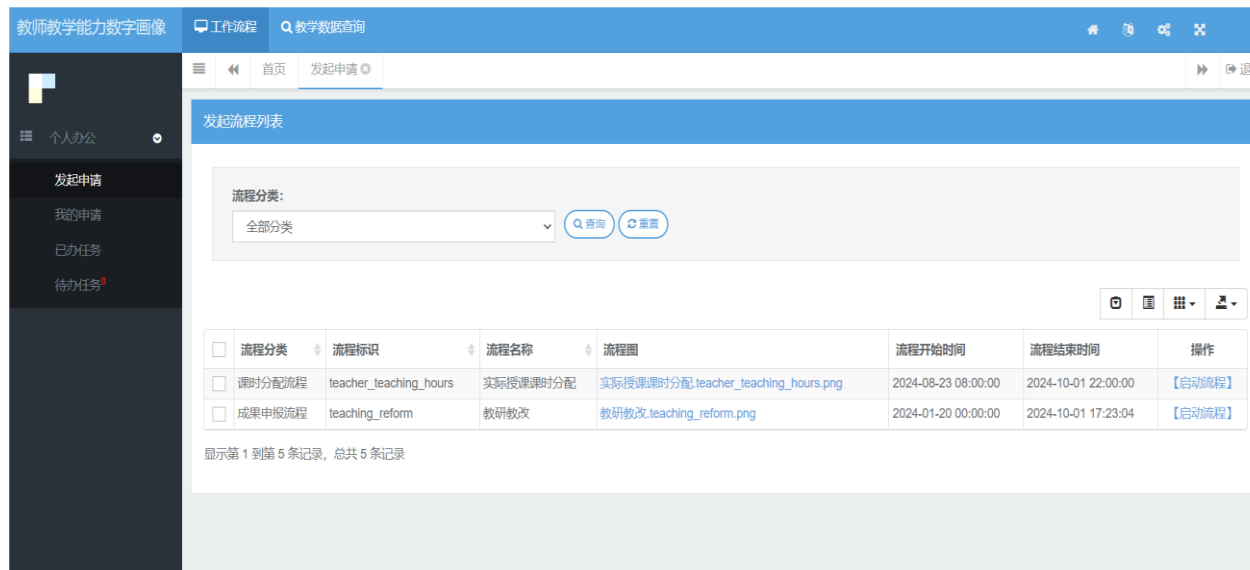 教师教学能力数字画像 工作流程 教学数据查询
首页 发起申请 退
个人办公
发起申请
我的申请
已办任务
待办任务
发起流程列表
流程分类：
全部分类 查询 重置
流程分类 流程标识 流程名称 流程图 流程开始时间 流程结束时间 操作
课时分配流程 teacher_teaching_hours 实际授课课时分配 实际授课课时分配.teacher_teaching_hours.png 2024-08-23 08:00:00 2024-10-01 22:00:00 【启动流程】
成果申报流程 teaching_reform 教研教改 教研教改.teaching_reform.png 2024-01-20 00:00:00 2024-10-01 17:23:04 【启动流程】
显示第 1 到第 5 条记录，总共 5 条记录